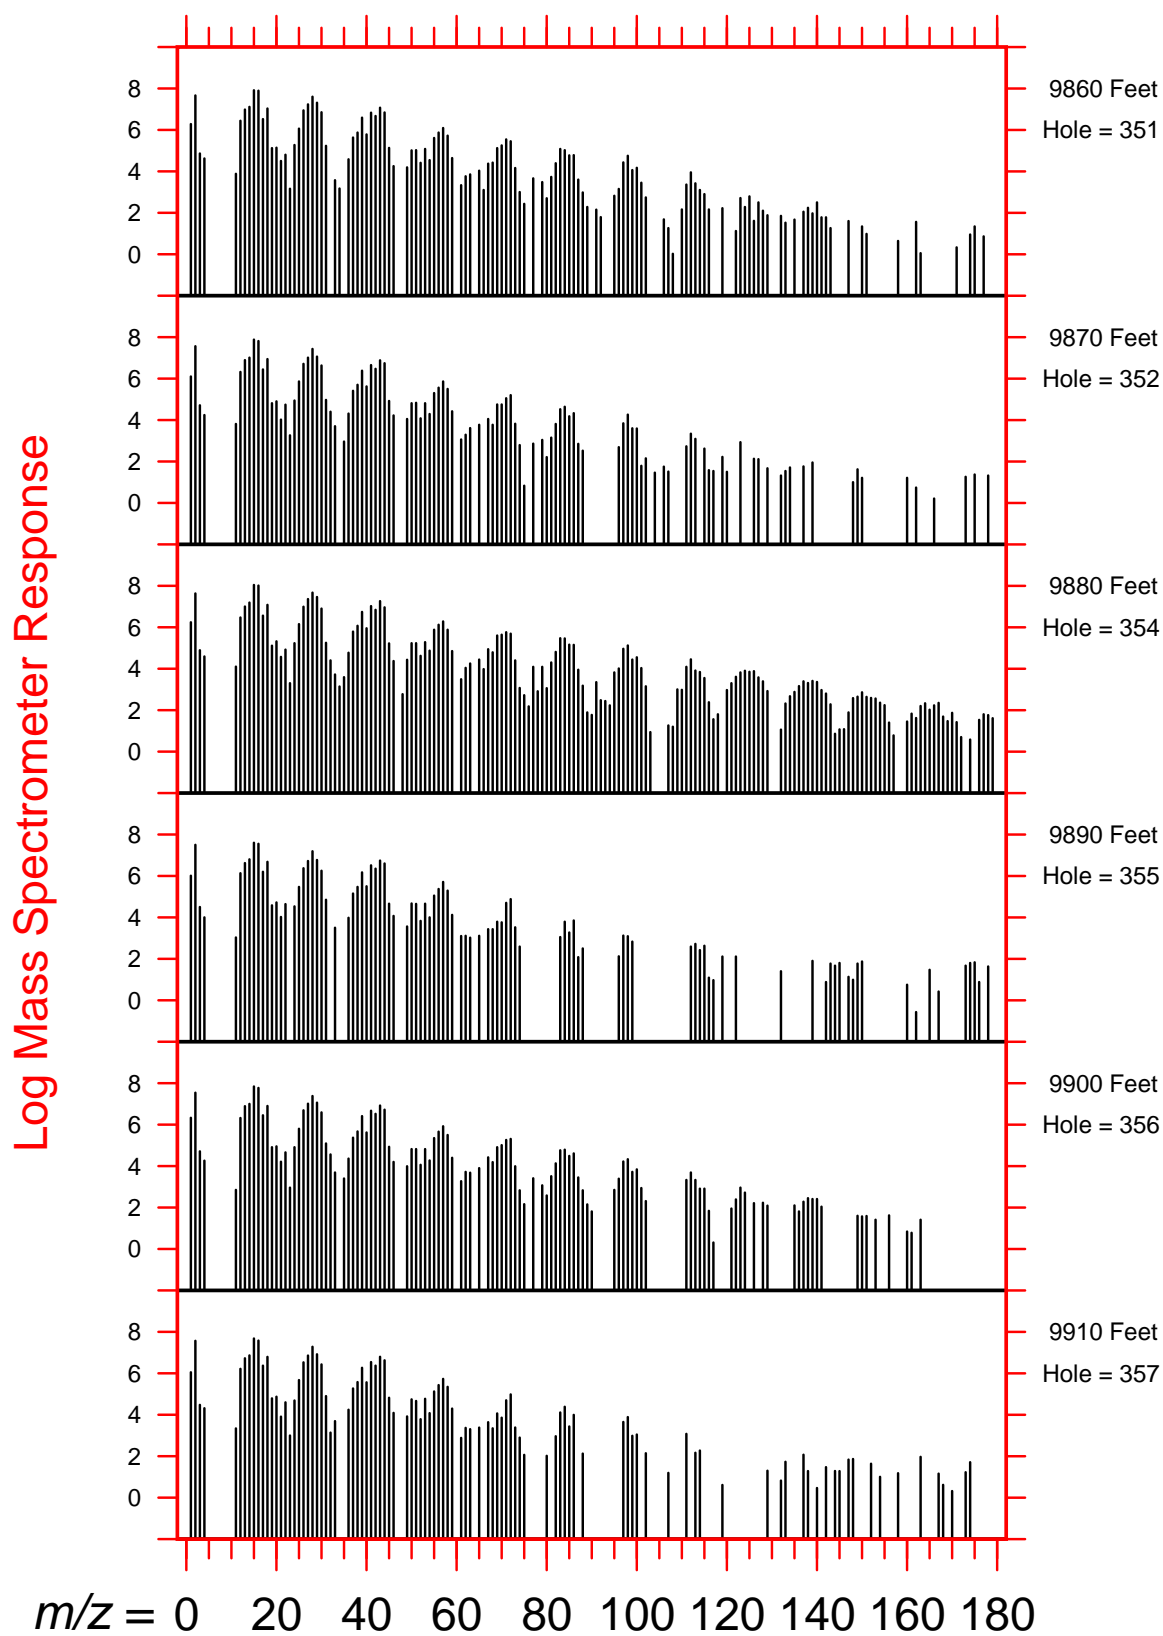 Log Mass Spectrometer Response
8
6
4
2
0
9860 Feet
Hole = 351
8
6
4
2
0
9870 Feet
Hole = 352
8
6
4
2
0
9880 Feet
Hole = 354
8
6
4
2
0
9890 Feet
Hole = 355
8
6
4
2
0
9900 Feet
Hole = 356
8
6
4
2
0
9910 Feet
Hole = 357
m/z = 0 20 40 60 80 100 120 140 160 180